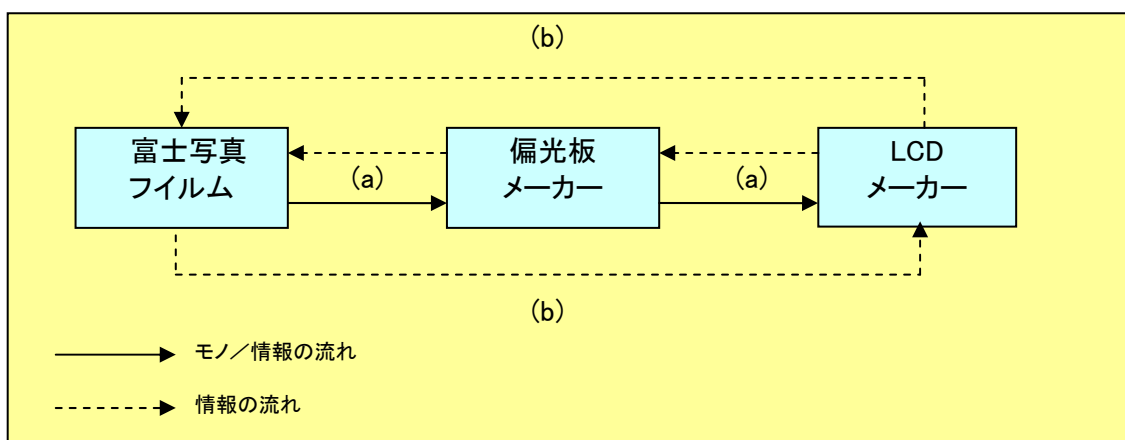 (b)
富士写真
フイルム
(a)
偏光板
メーカー
(a)
LCD
メーカー
(b)
モノ／情報の流れ
情報の流れ